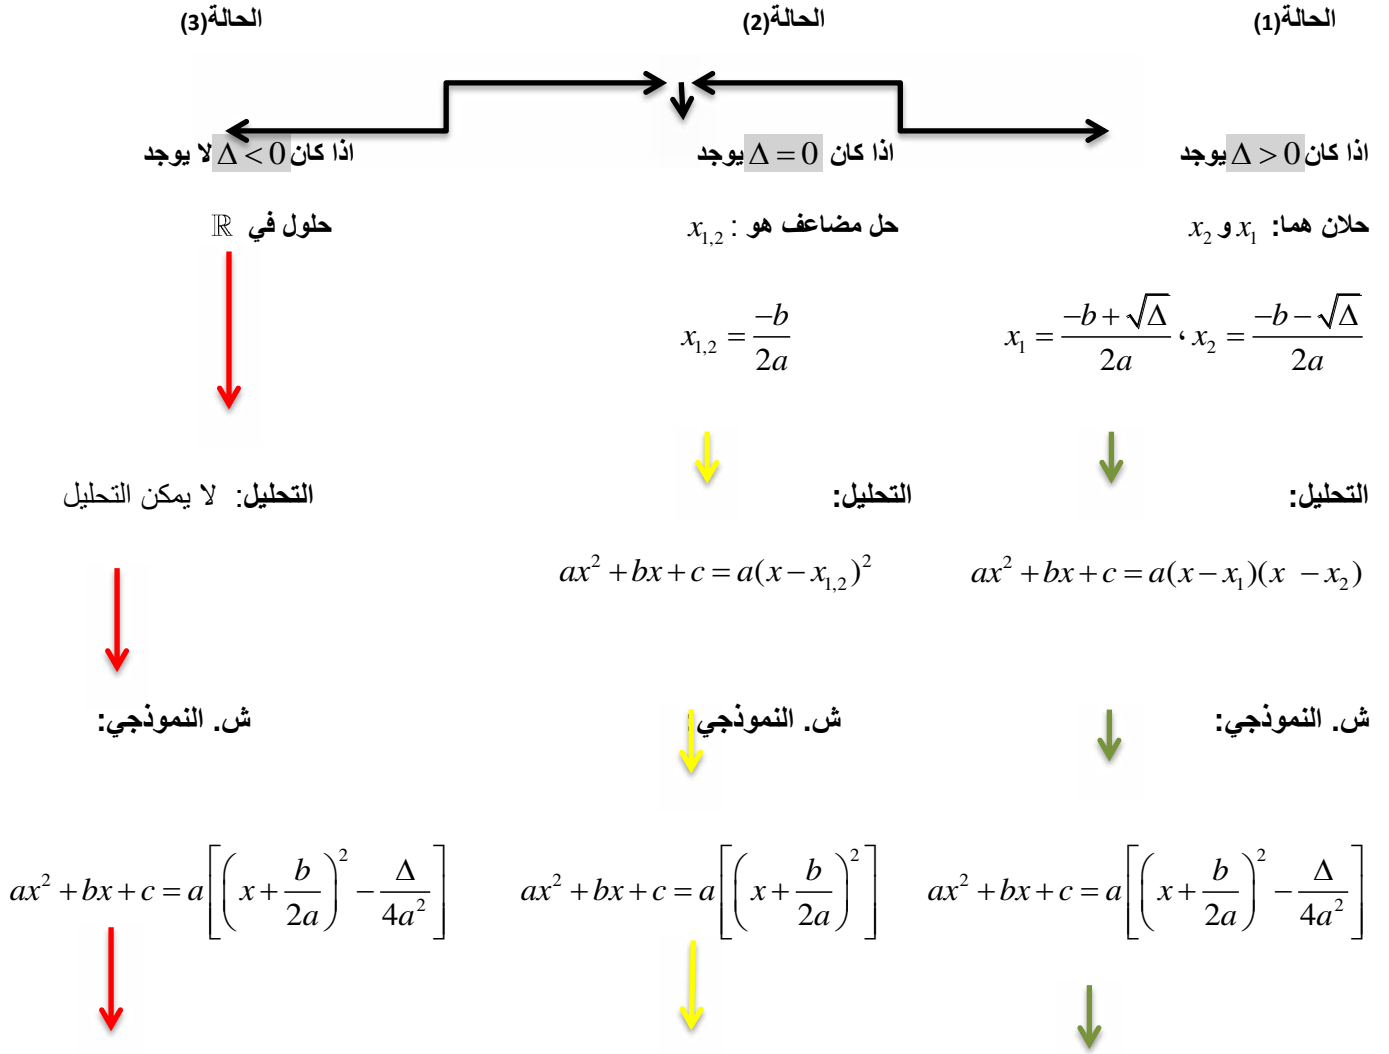 الحالة(1) الحالة(2) الحالة(3)
اذا كان Δ > 0 يوجد
حلان هما: x₁ و x₂
x₁ = (−b + √Δ)/2a ، x₂ = (−b − √Δ)/2a
التحليل:
ax² + bx + c = a(x − x₁)(x − x₂)
ش. النموذجي:
ax² + bx + c = a[(x + b/2a)² − Δ/4a²]
اذا كان Δ = 0 يوجد
حل مضاعف هو : x₁,₂
x₁,₂ = −b/2a
التحليل:
ax² + bx + c = a(x − x₁,₂)²
ش. النموذجي:
ax² + bx + c = a[(x + b/2a)²]
اذا كان Δ < 0 لا يوجد
حلول في ℝ
التحليل: لا يمكن التحليل
ش. النموذجي:
ax² + bx + c = a[(x + b/2a)² − Δ/4a²]